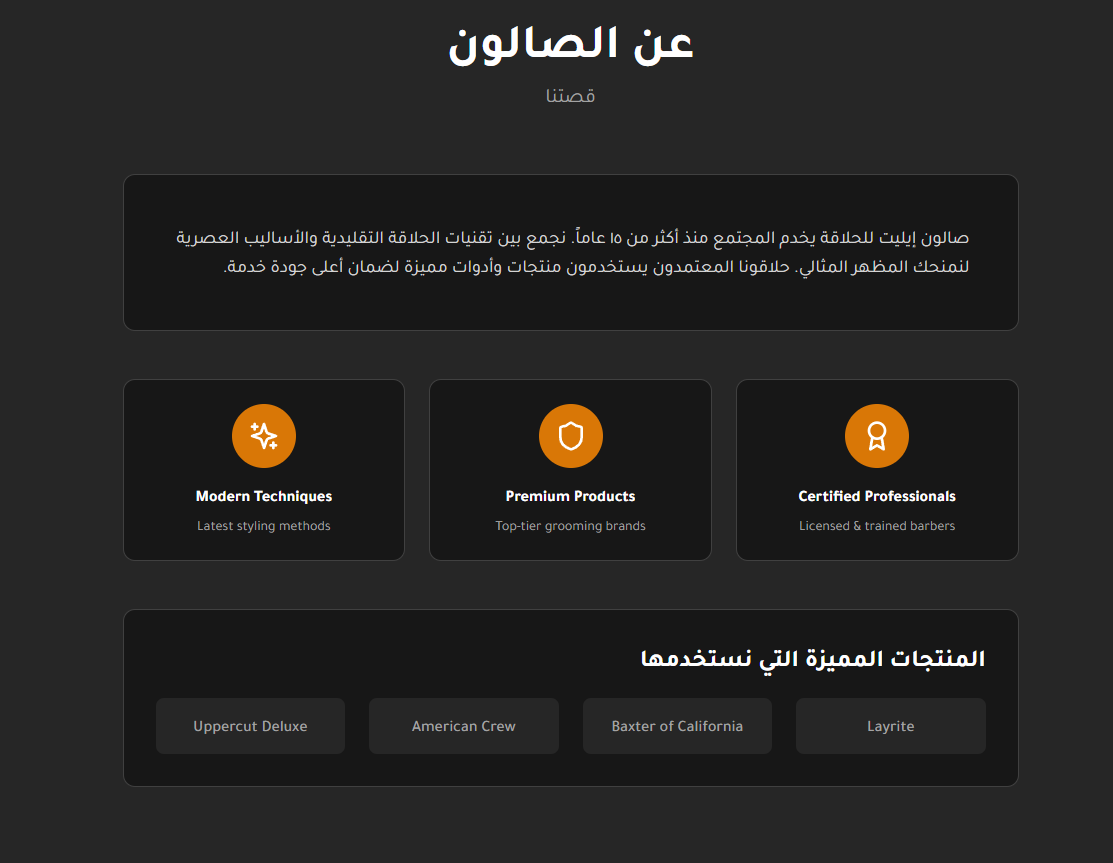 عن الصالون
قصتنا
صالون إيليت للحلاقة يخدم المجتمع منذ أكثر من ١٥ عاماً. نجمع بين تقنيات الحلاقة التقليدية والأساليب العصرية
لنمنحك المظهر المثالي. حلاقونا المعتمدون يستخدمون منتجات وأدوات مميزة لضمان أعلى جودة خدمة.
Certified Professionals
Licensed & trained barbers
Premium Products
Top-tier grooming brands
Modern Techniques
Latest styling methods
المنتجات المميزة التي نستخدمها
Layrite
Baxter of California
American Crew
Uppercut Deluxe